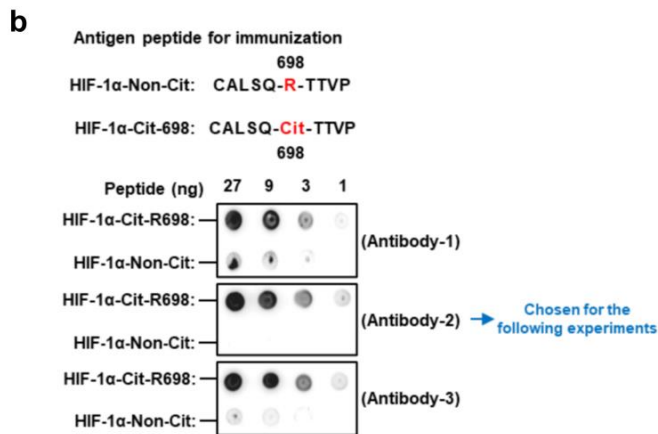 b
Antigen peptide for immunization
698
HIF-1α-Non-Cit: CALSQ-R-TTVP
HIF-1α-Cit-698: CALSQ-Cit-TTVP
698
Peptide (ng) 27 9 3 1
HIF-1α-Cit-R698:
(Antibody-1)
HIF-1α-Non-Cit:
HIF-1α-Cit-R698:
(Antibody-2)
Chosen for the
following experiments
HIF-1α-Non-Cit:
HIF-1α-Cit-R698:
(Antibody-3)
HIF-1α-Non-Cit: